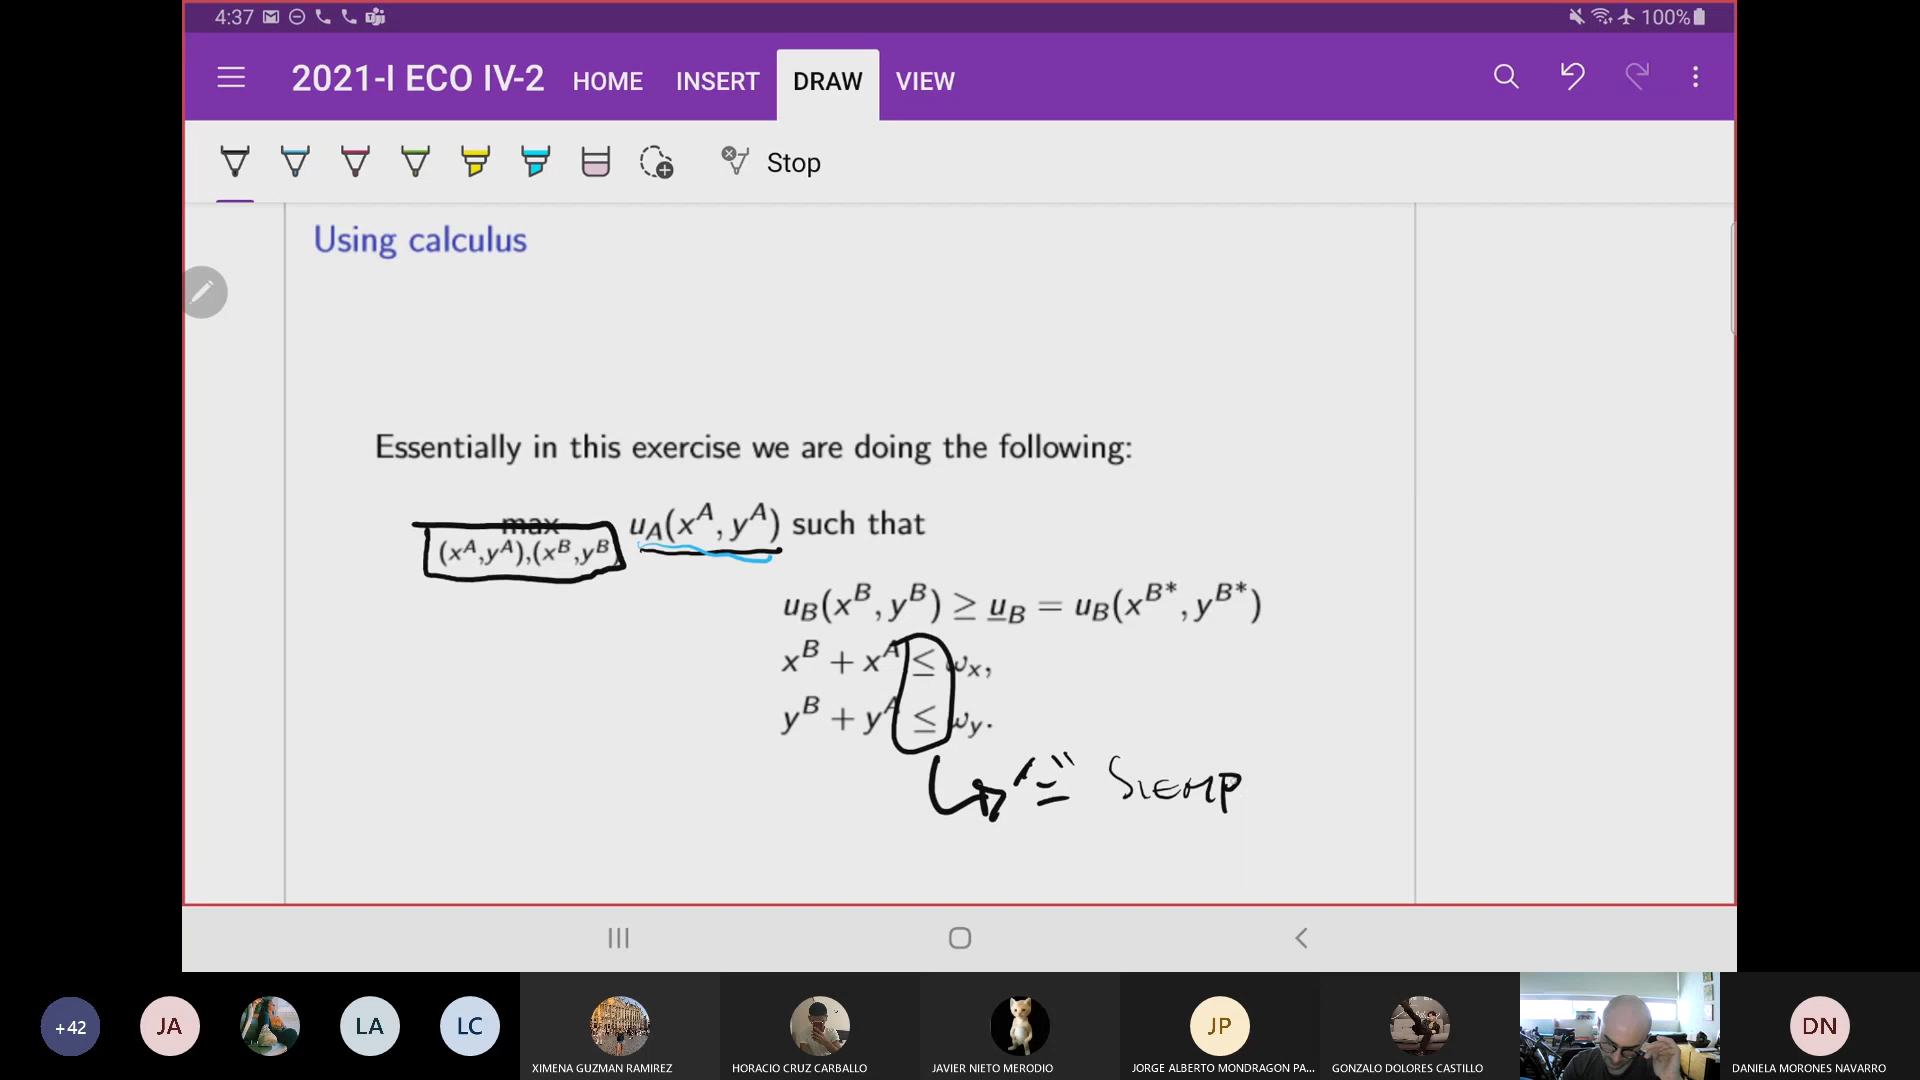 4:37 100%
2021-I ECO IV-2 HOME INSERT DRAW VIEW
Stop
Using calculus
Essentially in this exercise we are doing the following:
max u_A(x^A, y^A) such that
(x^A,y^A),(x^B,y^B
u_B(x^B, y^B) ≥ u_B = u_B(x^{B*}, y^{B*})
x^B + x^A ≤ ω_x,
y^B + y^A ≤ ω_y.
"=" SIEMP
+42 JA LA LC JP DN
XIMENA GUZMAN RAMIREZ HORACIO CRUZ CARBALLO JAVIER NIETO MERODIO JORGE ALBERTO MONDRAGON PA... GONZALO DOLORES CASTILLO DANIELA MORONES NAVARRO